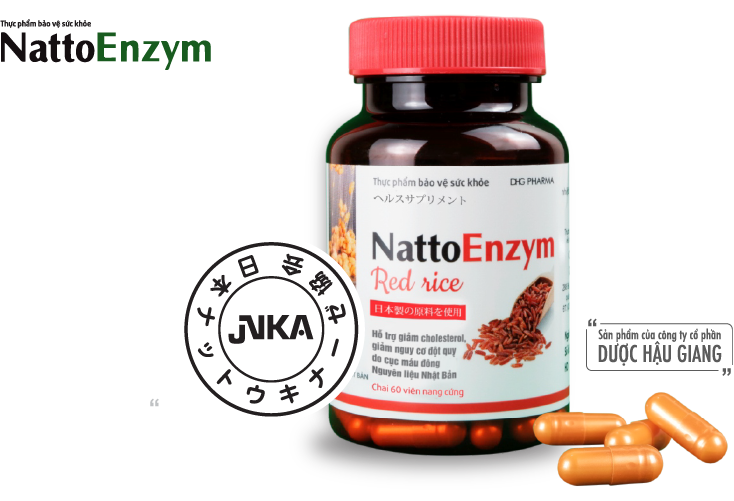 Thực phẩm bảo vệ sức khỏe
NattoEnzym
Thực phẩm bảo vệ sức khỏe
DHG PHARMA
ヘルスサプリメント
NattoEnzym
Red rice
日本製の原料を使用
Hỗ trợ giảm cholesterol,
giảm nguy cơ đột quỵ
do cục máu đông
Nguyên liệu Nhật Bản
Chai 60 viên nang cứng
日本ナットウキナーゼ協会
JNKA
“
Sản phẩm của công ty cổ phần
DƯỢC HẬU GIANG
”
“